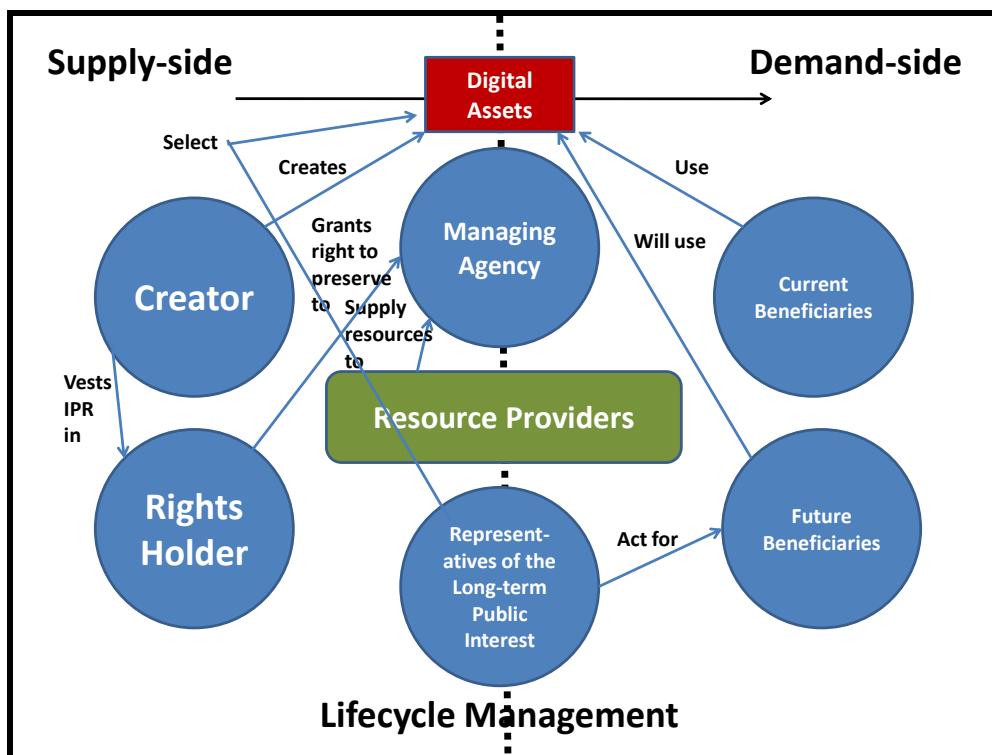 Supply-side
Digital
Assets
Demand-side
Select
Creates
Use
Grants
right to
preserve
to
Managing
Agency
Will use
Creator
Supply
resources
to
Current
Beneficiaries
Vests
IPR
in
Resource Providers
Rights
Holder
Represent-
atives of the
Long-term
Public
Interest
Act for
Future
Beneficiaries
Lifecycle Management